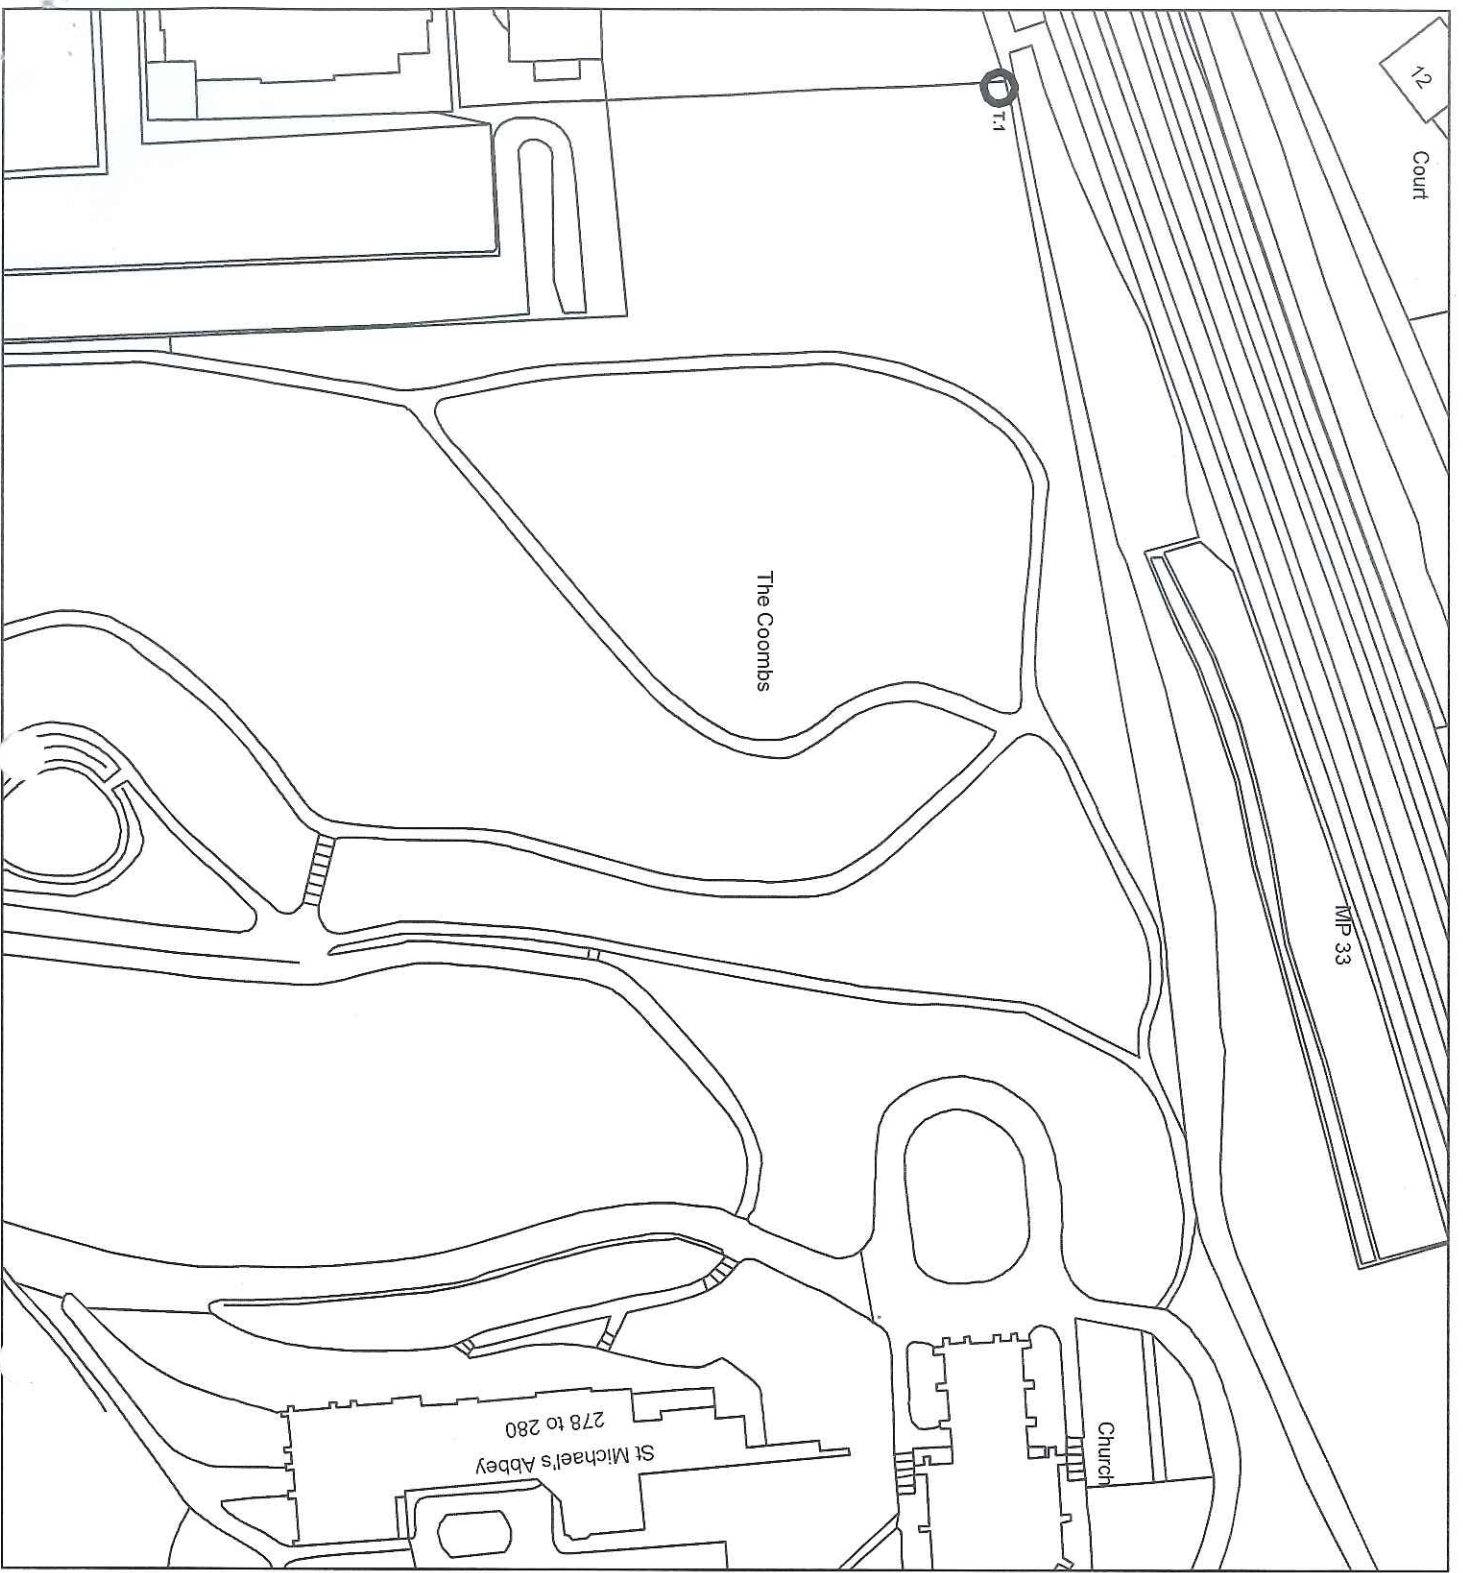 12
Court
T.1
The Coombs
MP 33
Church
278 to 280
St Michael's Abbey